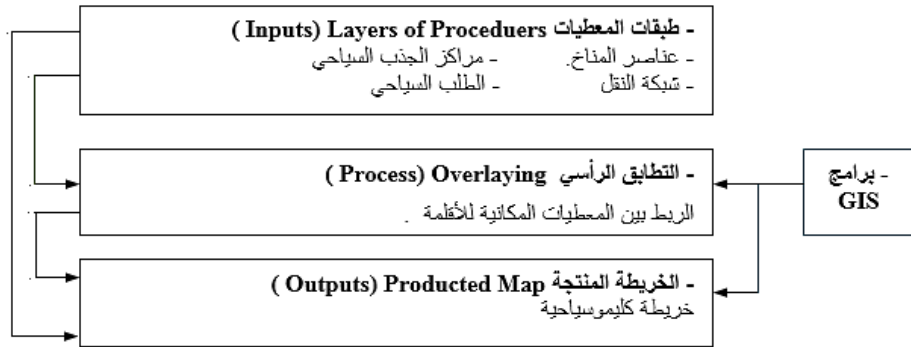 - طبقات المعطيات Inputs) Layers of Proceduers )
- عناصر المناخ. - مراكز الجذب السياحي
- شبكة النقل - الطلب السياحي
- التطابق الرأسي Process) Overlaying )
الربط بين المعطيات المكانية للأقلمة .
- برامج
GIS
- الخريطة المنتجة Outputs) Producted Map )
خريطة كليموسياحية